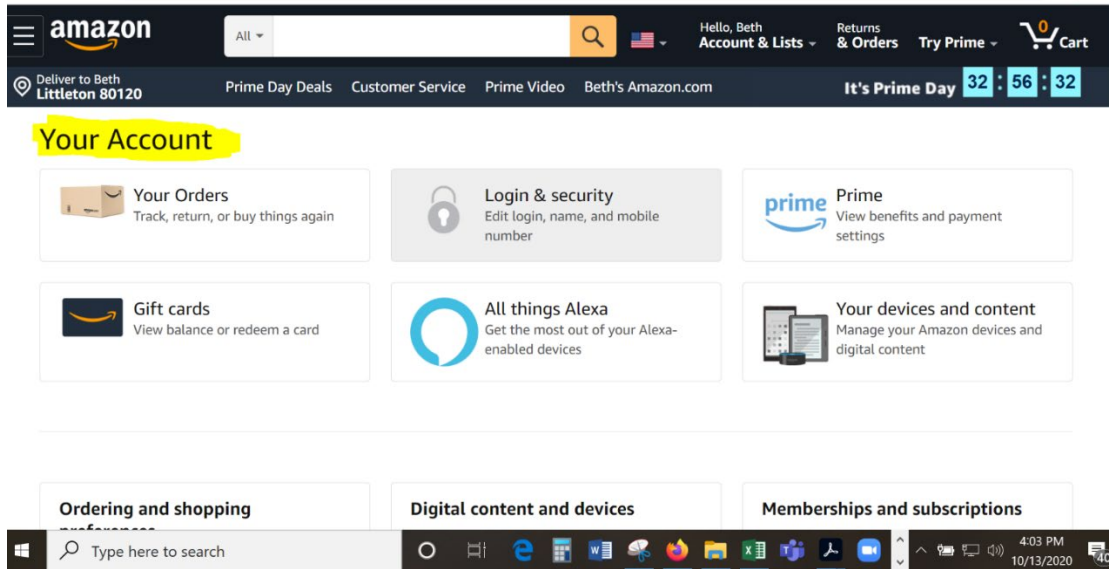 amazon
All
Hello, Beth
Account & Lists
Returns
& Orders
Try Prime
0
Cart
Deliver to Beth
Littleton 80120
Prime Day Deals Customer Service Prime Video Beth's Amazon.com
It's Prime Day 32 : 56 : 32
Your Account
Your Orders
Track, return, or buy things again
Login & security
Edit login, name, and mobile
number
prime
Prime
View benefits and payment
settings
Gift cards
View balance or redeem a card
All things Alexa
Get the most out of your Alexa-
enabled devices
Your devices and content
Manage your Amazon devices and
digital content
Ordering and shopping
preferences
Digital content and devices
Memberships and subscriptions
Type here to search
4:03 PM
10/13/2020
40